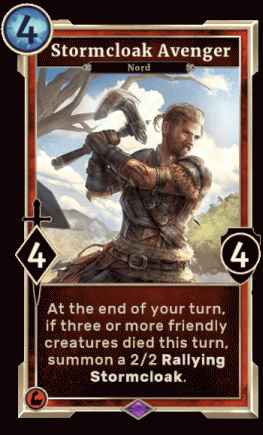 4
Stormcloak Avenger
Nord
4
4
At the end of your turn,
if three or more friendly
creatures died this turn,
summon a 2/2 Rallying
Stormcloak.